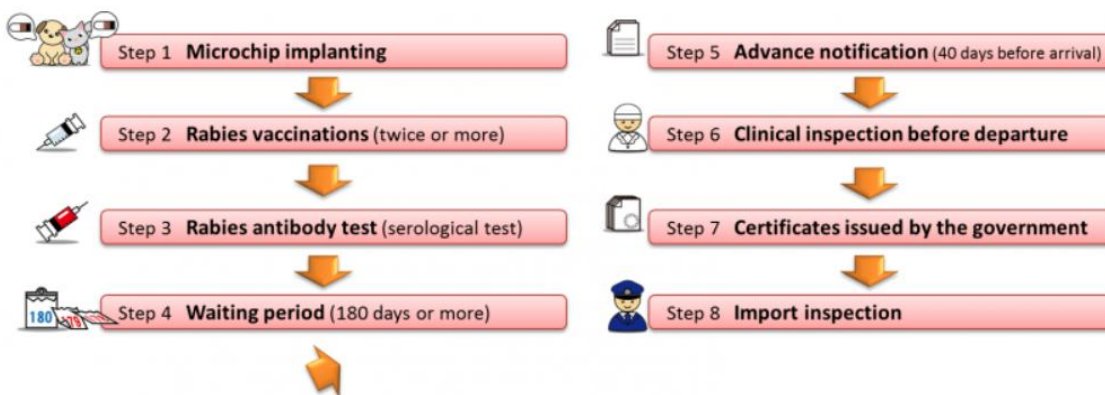 Step 1 Microchip implanting
Step 2 Rabies vaccinations (twice or more)
Step 3 Rabies antibody test (serological test)
180
179
Step 4 Waiting period (180 days or more)
Step 5 Advance notification (40 days before arrival)
Step 6 Clinical inspection before departure
Step 7 Certificates issued by the government
Step 8 Import inspection